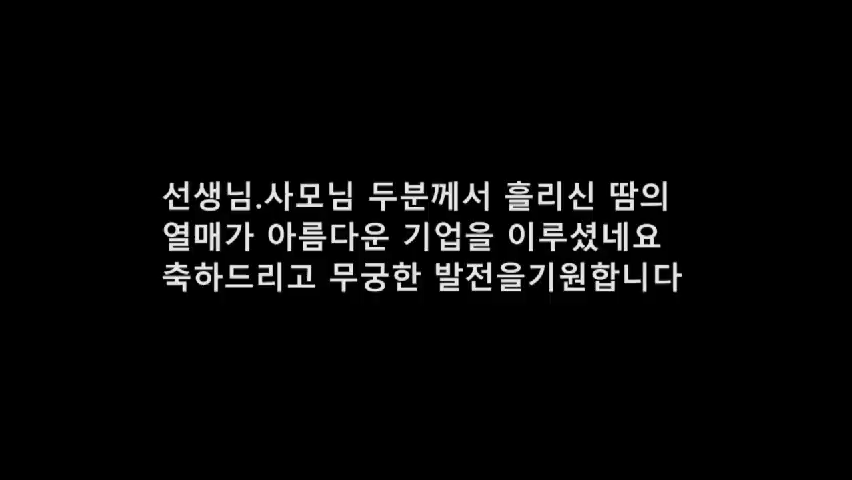 선생님.사모님 두분께서 흘리신 땀의
열매가 아름다운 기업을 이루셨네요
축하드리고 무궁한 발전을기원합니다